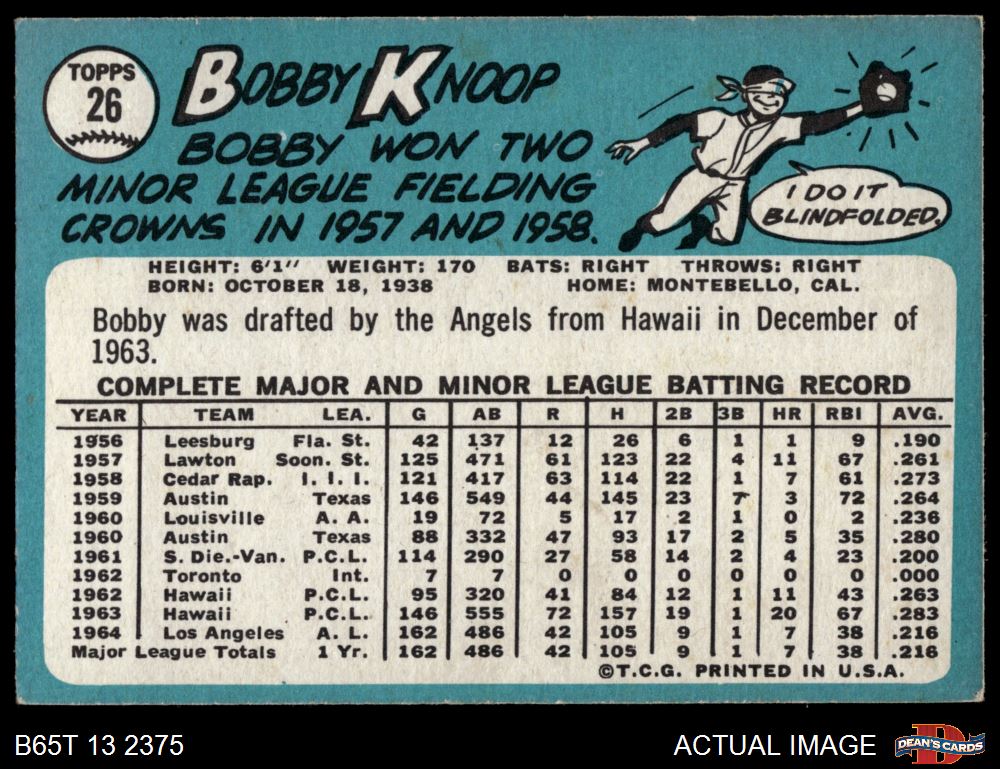 TOPPS
26
BOBBY KNOOP
BOBBY WON TWO
MINOR LEAGUE FIELDING
CROWNS IN 1957 AND 1958.
I DO IT
BLINDFOLDED.
HEIGHT: 6'1" WEIGHT: 170 BATS: RIGHT THROWS: RIGHT
BORN: OCTOBER 18, 1938 HOME: MONTEBELLO, CAL.
Bobby was drafted by the Angels from Hawaii in December of
1963.
COMPLETE MAJOR AND MINOR LEAGUE BATTING RECORD
YEAR TEAM LEA. G AB R H 2B 3B HR RBI AVG.
1956 Leesburg Fla. St. 42 137 12 26 6 1 1 9 .190
1957 Lawton Soon. St. 125 471 61 123 22 4 11 67 .261
1958 Cedar Rap. I. I. I. 121 417 63 114 22 1 7 61 .273
1959 Austin Texas 146 549 44 145 23 7 3 72 .264
1960 Louisville A. A. 19 72 5 17 2 1 0 2 .236
1960 Austin Texas 88 332 47 93 17 2 5 35 .280
1961 S. Die.-Van. P.C.L. 114 290 27 58 14 2 4 23 .200
1962 Toronto Int. 7 7 0 0 0 0 0 0 .000
1962 Hawaii P.C.L. 95 320 41 84 12 1 11 43 .263
1963 Hawaii P.C.L. 146 555 72 157 19 1 20 67 .283
1964 Los Angeles A. L. 162 486 42 105 9 1 7 38 .216
Major League Totals 1 Yr. 162 486 42 105 9 1 7 38 .216
©T.C.G. PRINTED IN U.S.A.
B65T 13 2375 ACTUAL IMAGE
D
DEAN'S CARDS